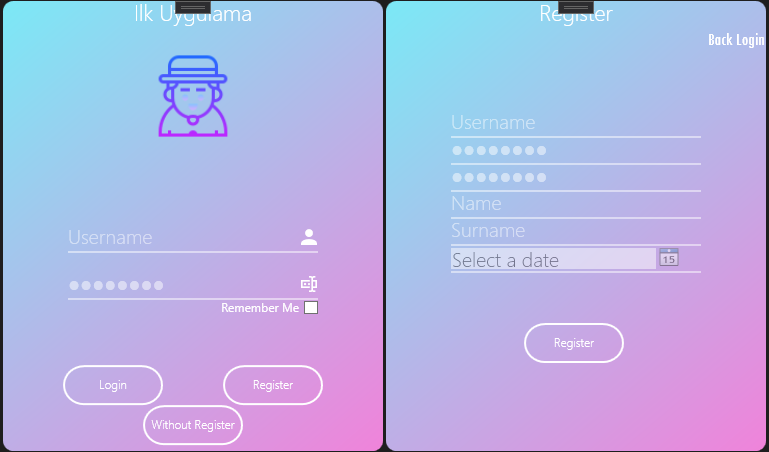 Ilk Uygulama
Username
Remember Me
Login
Register
Without Register
Register
Back Login
Username
Name
Surname
Select a date
15
Register